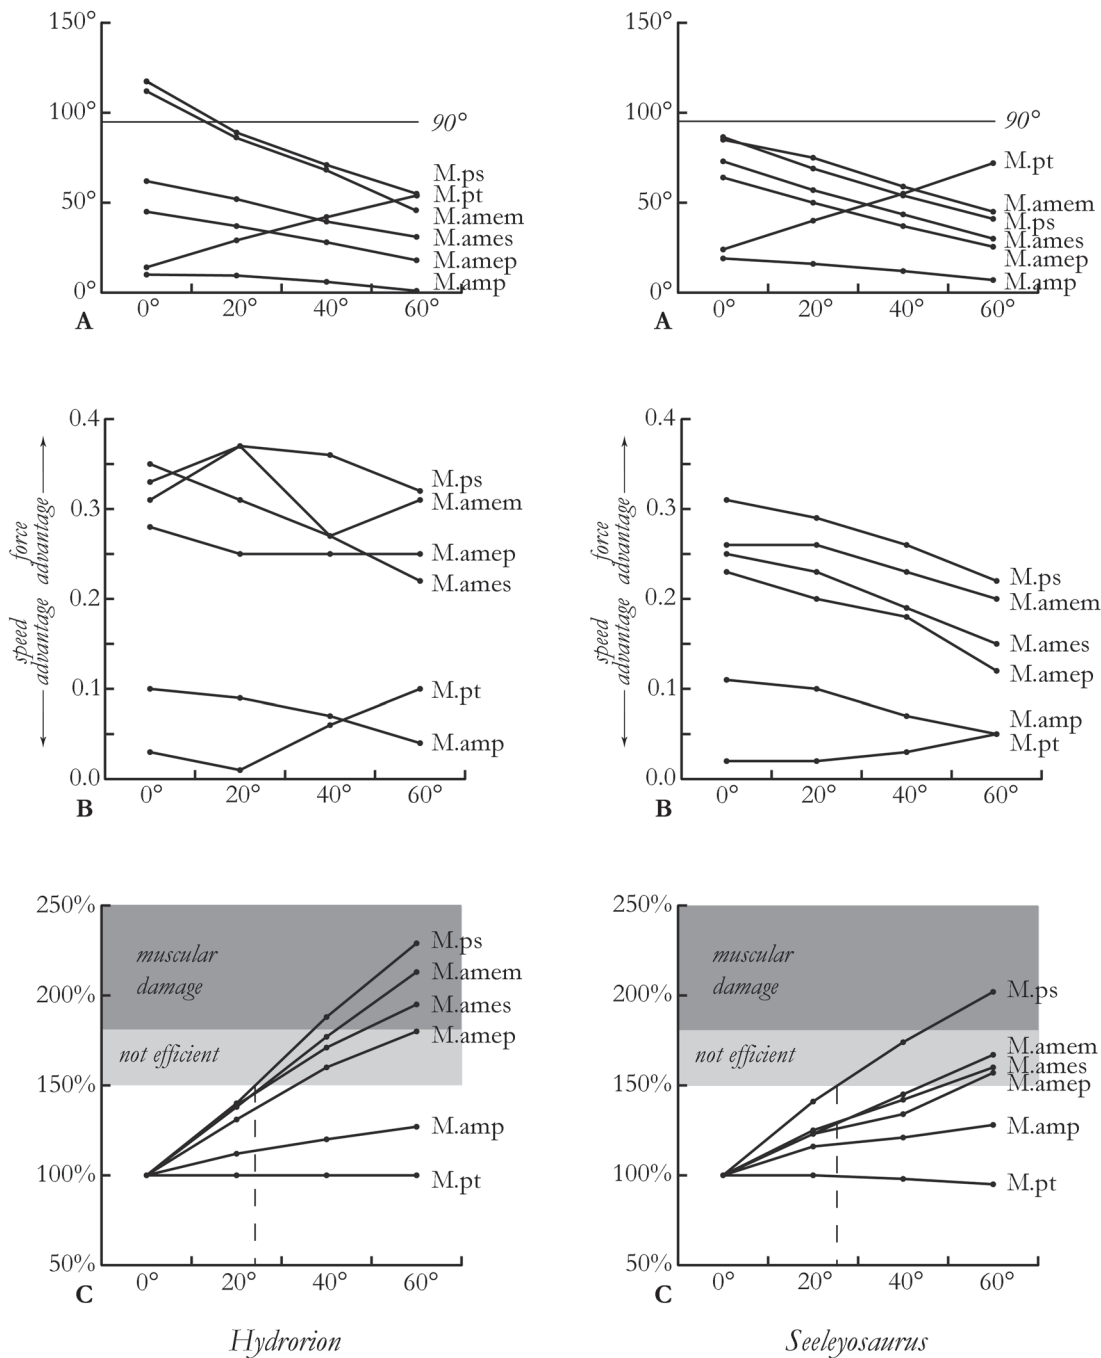 150°
100°
50°
0°
90°
M.ps
M.pt
M.amem
M.ames
M.amep
M.amp
0° 20° 40° 60°
A
150°
100°
50°
0°
90°
M.pt
M.amem
M.ps
M.ames
M.amep
M.amp
0° 20° 40° 60°
A
0.4
0.3
0.2
0.1
0.0
force
advantage
speed
advantage
M.ps
M.amem
M.amep
M.ames
M.pt
M.amp
0° 20° 40° 60°
B
0.4
0.3
0.2
0.1
0.0
force
advantage
speed
advantage
M.ps
M.amem
M.ames
M.amep
M.amp
M.pt
0° 20° 40° 60°
B
250%
200%
150%
100%
50%
muscular
damage
not efficient
M.ps
M.amem
M.ames
M.amep
M.amp
M.pt
0° 20° 40° 60°
C
Hydrorion
250%
200%
150%
100%
50%
muscular
damage
not efficient
M.ps
M.amem
M.ames
M.amep
M.amp
M.pt
0° 20° 40° 60°
C
Seeleyosaurus